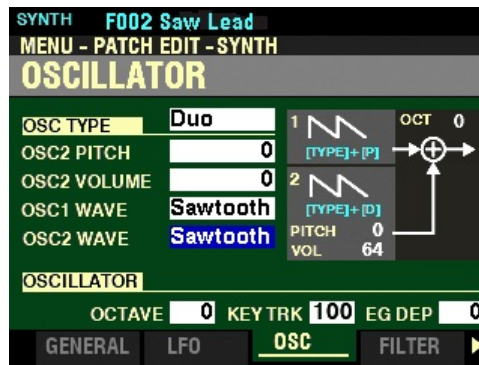 SYNTH F002 Saw Lead
MENU - PATCH EDIT - SYNTH
OSCILLATOR
OSC TYPE Duo
OSC2 PITCH 0
OSC2 VOLUME 0
OSC1 WAVE Sawtooth
OSC2 WAVE Sawtooth
1 OCT 0
[TYPE]+[P]
2
[TYPE]+[D]
PITCH 0
VOL 64
OSCILLATOR
OCTAVE 0 KEY TRK 100 EG DEP 0
GENERAL LFO OSC FILTER